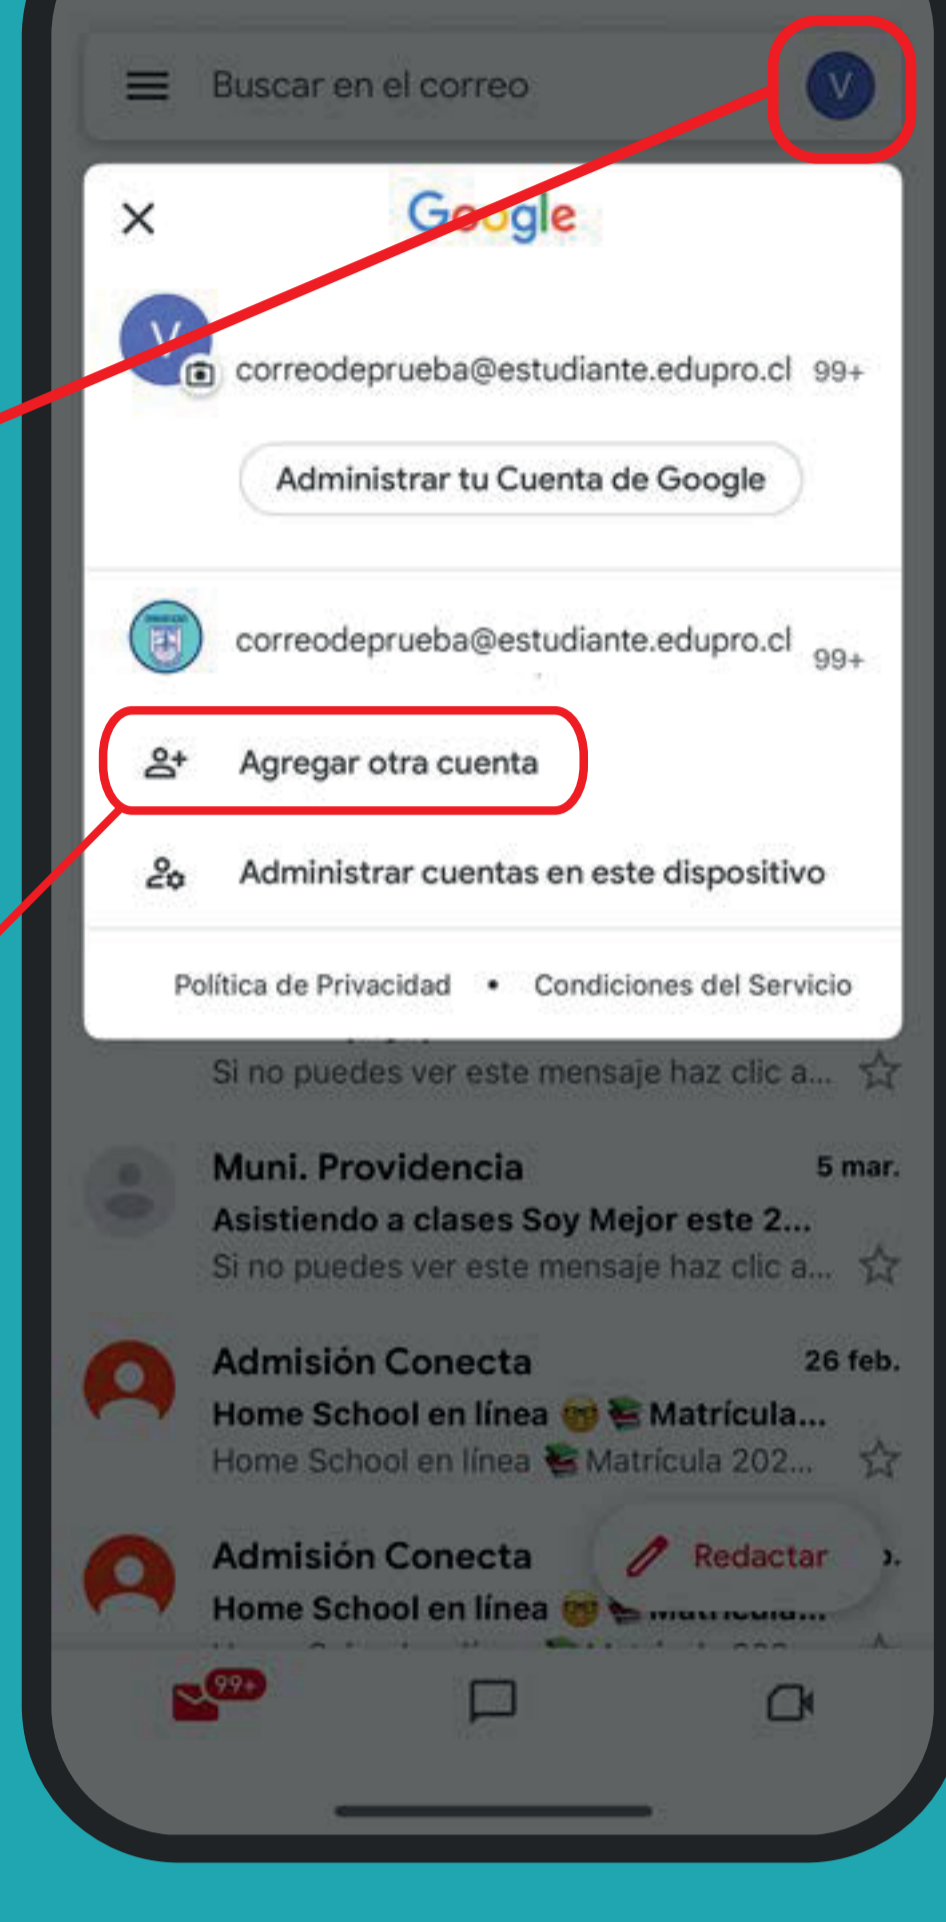 Buscar en el correo
V
Google
V
correodeprueba@estudiante.edupro.cl 99+
Administrar tu Cuenta de Google
correodeprueba@estudiante.edupro.cl 99+
Agregar otra cuenta
Administrar cuentas en este dispositivo
Política de Privacidad • Condiciones del Servicio
Si no puedes ver este mensaje haz clic a...
Muni. Providencia 5 mar.
Asistiendo a clases Soy Mejor este 2...
Si no puedes ver este mensaje haz clic a...
Admisión Conecta 26 feb.
Home School en línea 🤓 📚 Matrícula...
Home School en línea 📚 Matrícula 202...
Admisión Conecta
Redactar
Home School en línea 🤓 📚 Matrícula...
99+